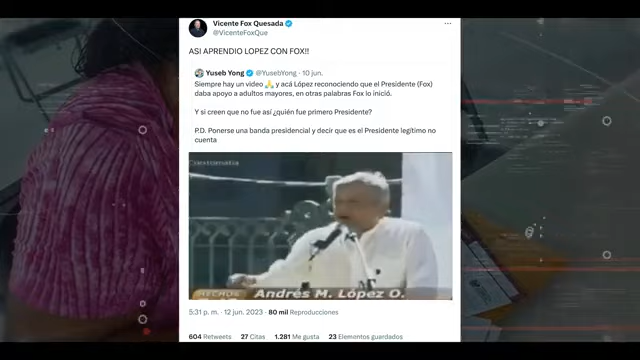 Vicente Fox Quesada
@VicenteFoxQue
ASI APRENDIO LOPEZ CON FOX!!
Yuseb Yong @YusebYong · 10 jun.
Siempre hay un video 🙏 y acá López reconociendo que el Presidente (Fox)
daba apoyo a adultos mayores, en otras palabras Fox lo inició.
Y si creen que no fue así ¿quién fue primero Presidente?
P.D. Ponerse una banda presidencial y decir que es el Presidente legítimo no
cuenta
HECHOS Andrés M. López O.
5:31 p. m. · 12 jun. 2023 · 80 mil Reproducciones
604 Retweets 27 Citas 1.281 Me gusta 23 Elementos guardados